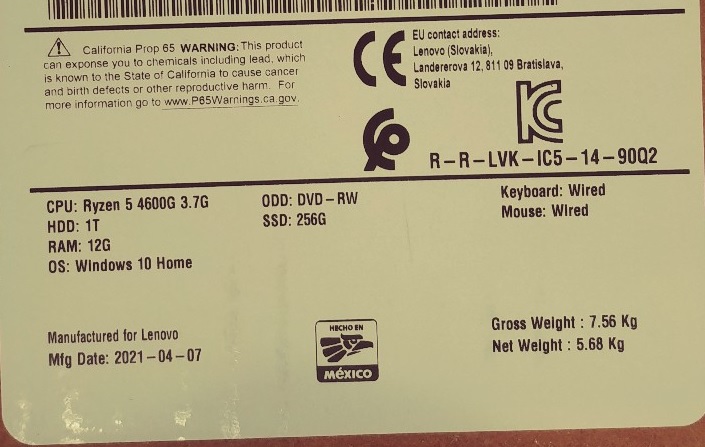 California Prop 65 WARNING: This product
can exponse you to chemicals including lead, which
is known to the State of California to cause cancer
and birth defects or other reproductive harm. For
more information go to www.P65Warnings.ca.gov.
CE
EU contact address:
Lenovo (Slovakia),
Landererova 12, 811 09 Bratislava,
Slovakia
R-R-LVK-IC5-14-90Q2
CPU: Ryzen 5 4600G 3.7G
HDD: 1T
RAM: 12G
OS: Windows 10 Home
ODD: DVD-RW
SSD: 256G
Keyboard: Wired
Mouse: Wired
Manufactured for Lenovo
Mfg Date: 2021-04-07
HECHO EN
MéXICO
Gross Weight : 7.56 Kg
Net Weight : 5.68 Kg